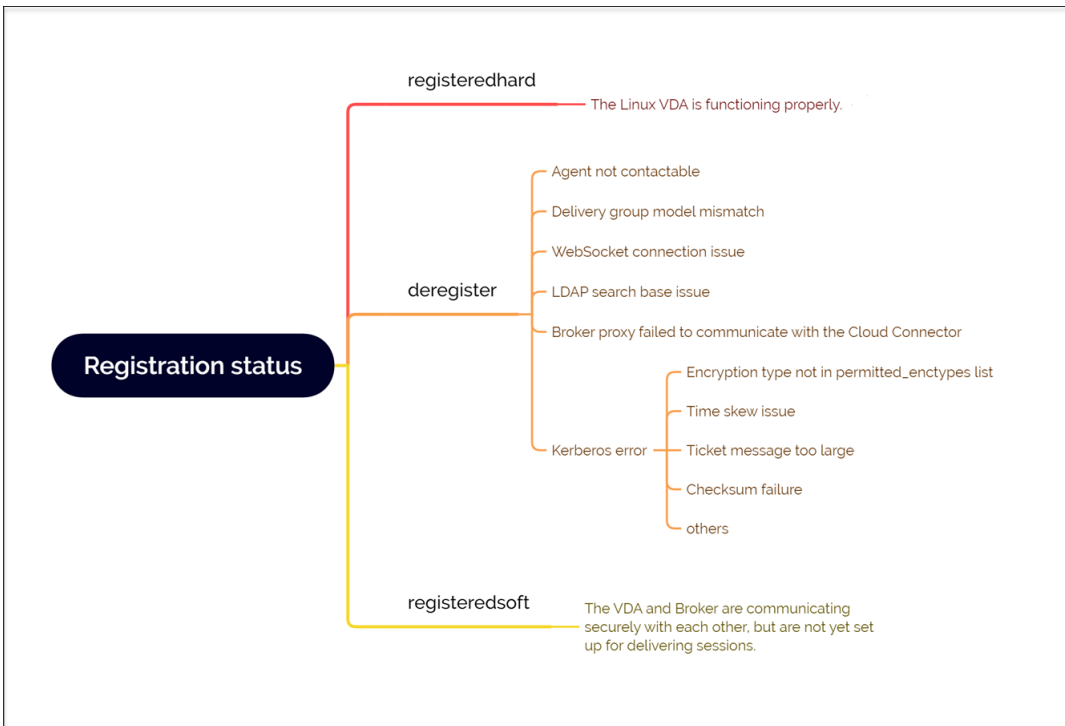 registeredhard
The Linux VDA is functioning properly.
Agent not contactable
Delivery group model mismatch
WebSocket connection issue
deregister
LDAP search base issue
Broker proxy failed to communicate with the Cloud Connector
Registration status
Encryption type not in permitted_enctypes list
Time skew issue
Kerberos error
Ticket message too large
Checksum failure
others
registeredsoft
The VDA and Broker are communicating
securely with each other, but are not yet set
up for delivering sessions.